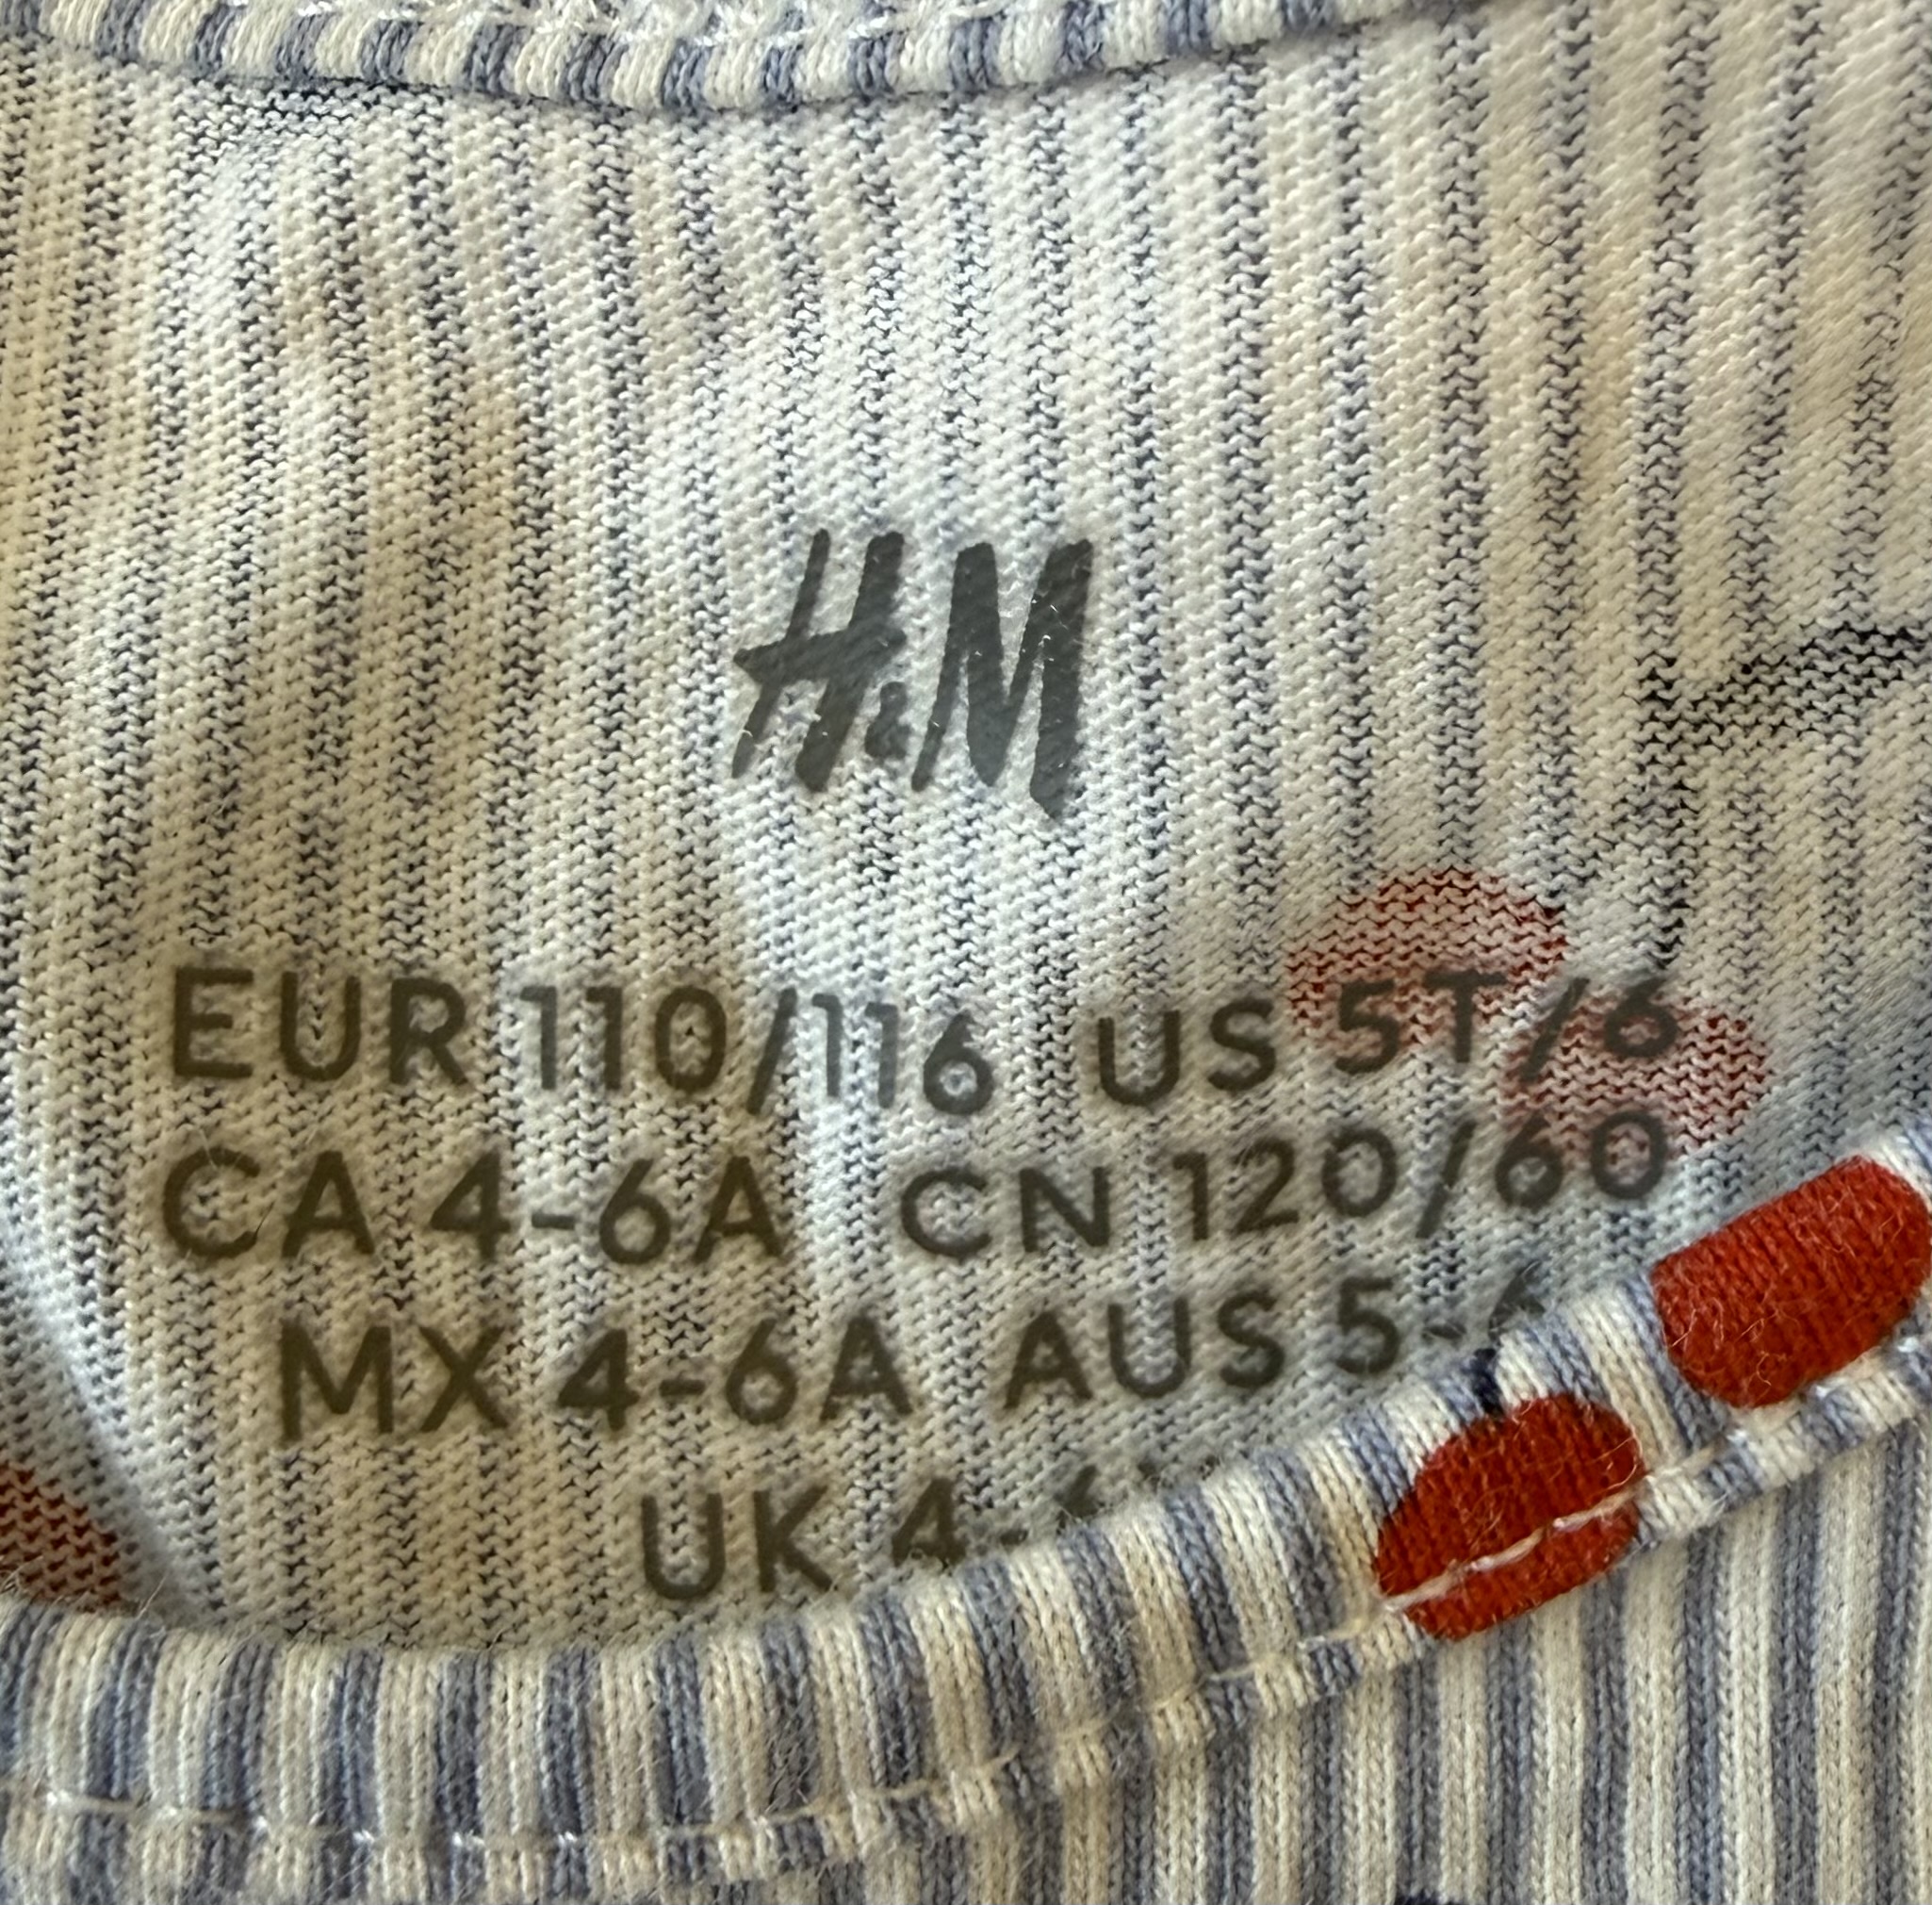 H&M
EUR 110/116 US 5T/6
CA 4-6A CN 120/60
MX 4-6A AUS 5-6
UK 4-